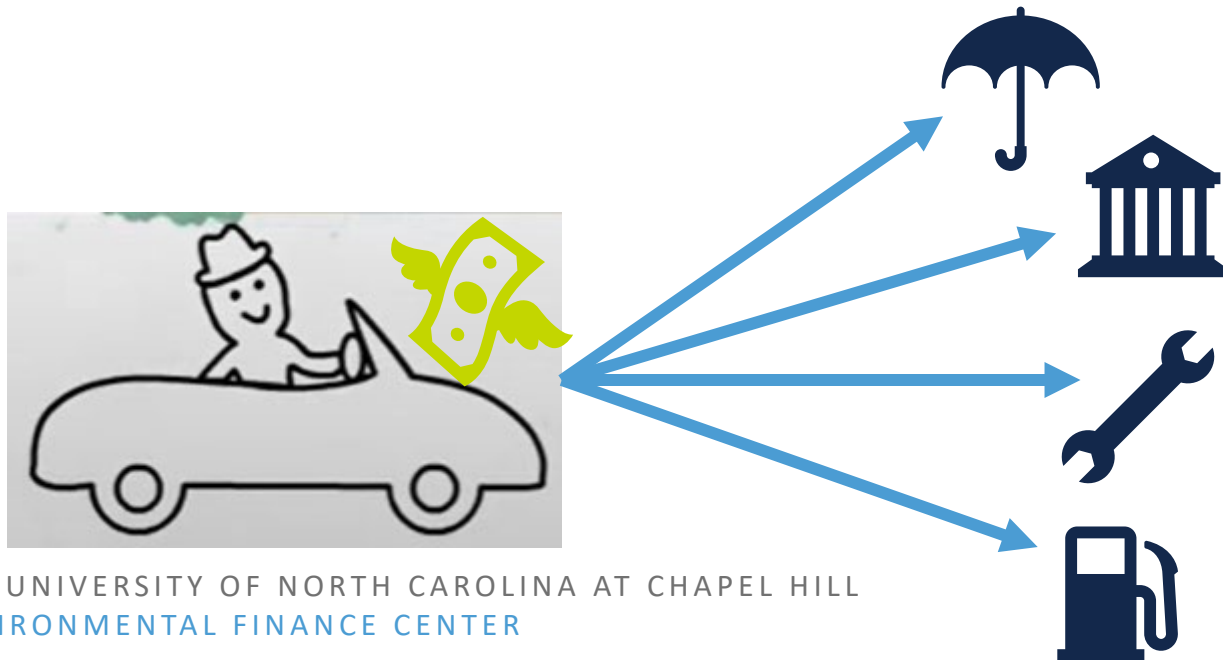 UNIVERSITY OF NORTH CAROLINA AT CHAPEL HILL
IRONMENTAL FINANCE CENTER